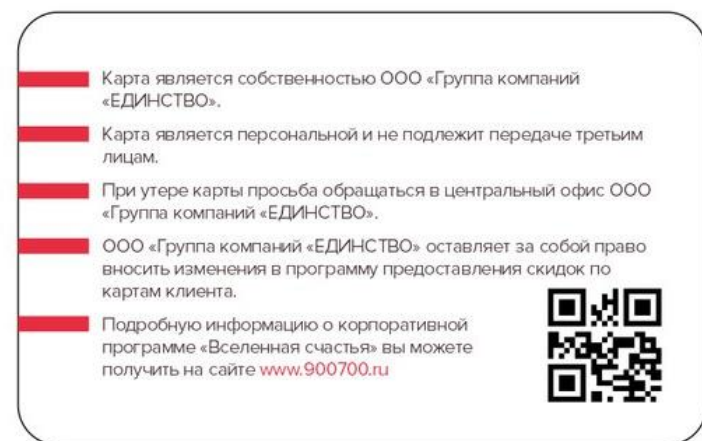 Карта является собственностью ООО «Группа компаний
«ЕДИНСТВО».
Карта является персональной и не подлежит передаче третьим
лицам.
При утере карты просьба обращаться в центральный офис ООО
«Группа компаний «ЕДИНСТВО».
ООО «Группа компаний «ЕДИНСТВО» оставляет за собой право
вносить изменения в программу предоставления скидок по
картам клиента.
Подробную информацию о корпоративной
программе «Вселенная счастья» вы можете
получить на сайте www.900700.ru